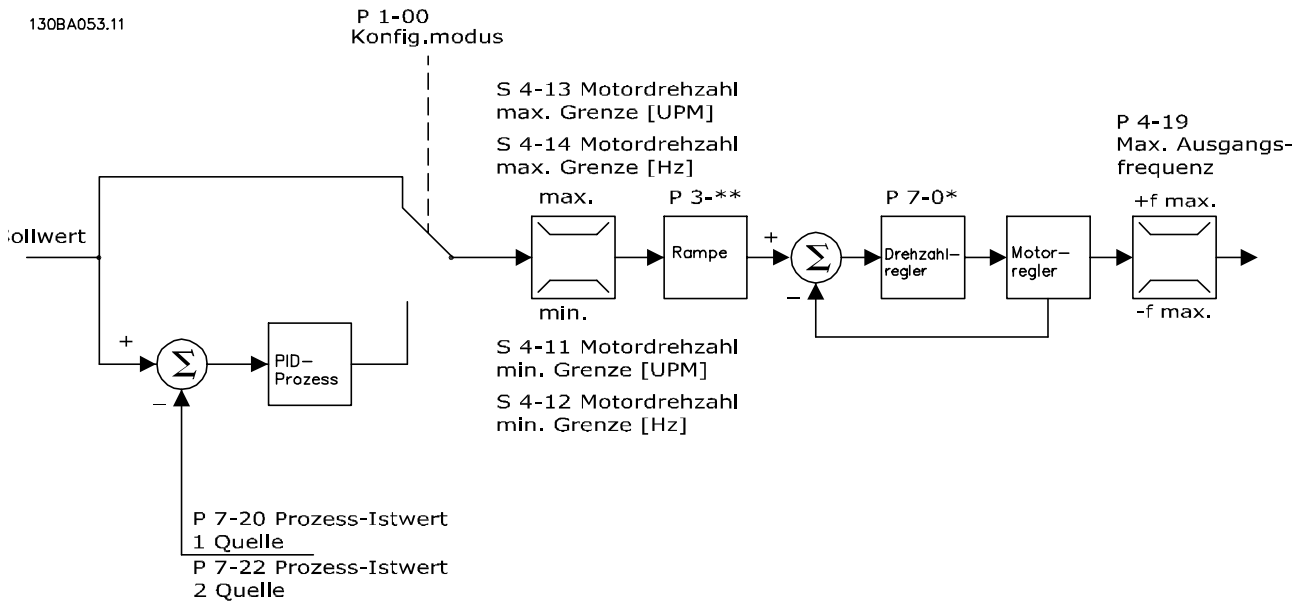 130BA053.11
P 1-00
Konfig.modus
S 4-13 Motordrehzahl
max. Grenze [UPM]
S 4-14 Motordrehzahl
max. Grenze [Hz]
P 4-19
Max. Ausgangs-
frequenz
max.
P 3-**
P 7-0*
+f max.
ollwert
Rampe
+
Σ
−
Drehzahl-
regler
Motor-
regler
min.
-f max.
+
Σ
−
PID-
Prozess
S 4-11 Motordrehzahl
min. Grenze [UPM]
S 4-12 Motordrehzahl
min. Grenze [Hz]
P 7-20 Prozess-Istwert
1 Quelle
P 7-22 Prozess-Istwert
2 Quelle